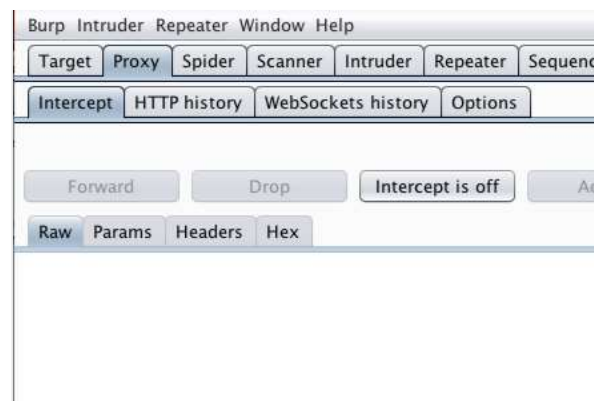 Burp Intruder Repeater Window Help
Target Proxy Spider Scanner Intruder Repeater
Intercept HTTP history WebSockets history Options
Forward Drop Intercept is off
Raw Params Headers Hex